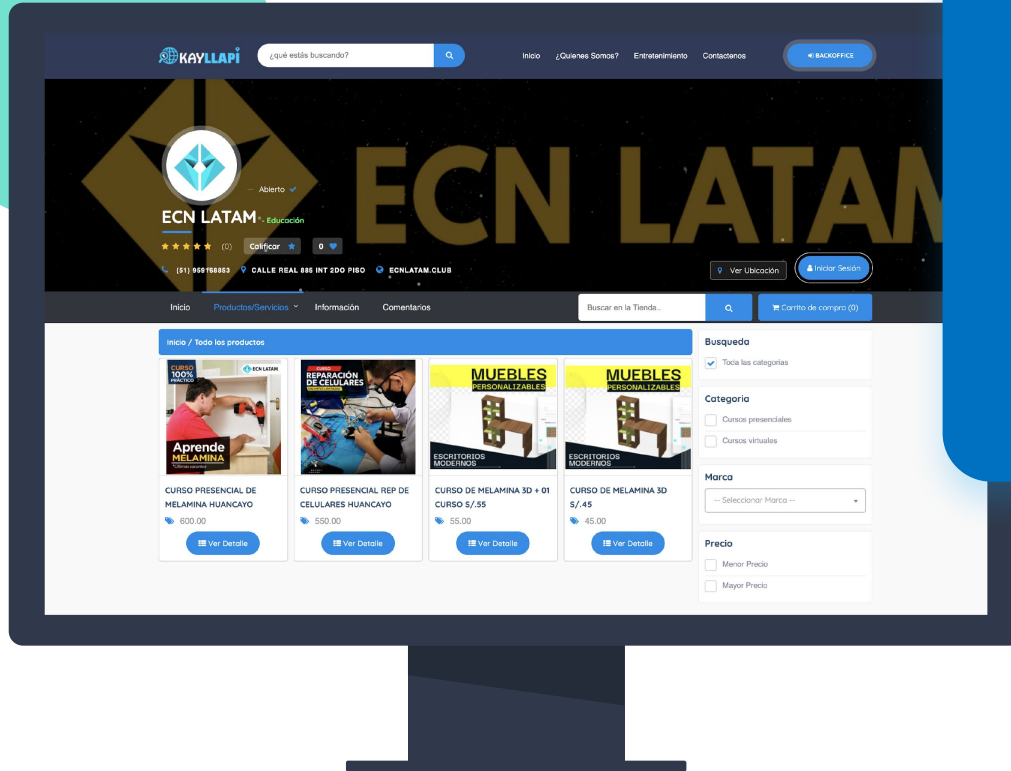 KAYLLAPÍ
¿qué estás buscando?
Inicio
¿Quienes Somos?
Entretenimiento
Contactenos
BACKOFFICE
ECN LATAM
Abierto
ECN LATAM - Educación
(0)
Calificar
0
(51) 959156853
CALLE REAL 885 INT 2DO PISO
ECNLATAM.CLUB
Ver Ubicación
Iniciar Sesión
Inicio
Productos/Servicios
Información
Comentarios
Buscar en la Tienda...
Carrito de compra (0)
Inicio / Todo los productos
CURSO
100%
PRÁCTICO
ECN LATAM
Aprende
MELAMINA
CURSO PRESENCIAL DE
MELAMINA HUANCAYO
600.00
Ver Detalle
CURSO
REPARACIÓN
DE CELULARES
CURSO PRESENCIAL REP DE
CELULARES HUANCAYO
550.00
Ver Detalle
MUEBLES
PERSONALIZABLES
ESCRITORIOS
MODERNOS
CURSO DE MELAMINA 3D + 01
CURSO S/.55
55.00
Ver Detalle
MUEBLES
PERSONALIZABLES
ESCRITORIOS
MODERNOS
CURSO DE MELAMINA 3D
S/.45
45.00
Ver Detalle
Busqueda
Toda las categorias
Categoria
Cursos presenciales
Cursos virtuales
Marca
-- Seleccionar Marca --
Precio
Menor Precio
Mayor Precio